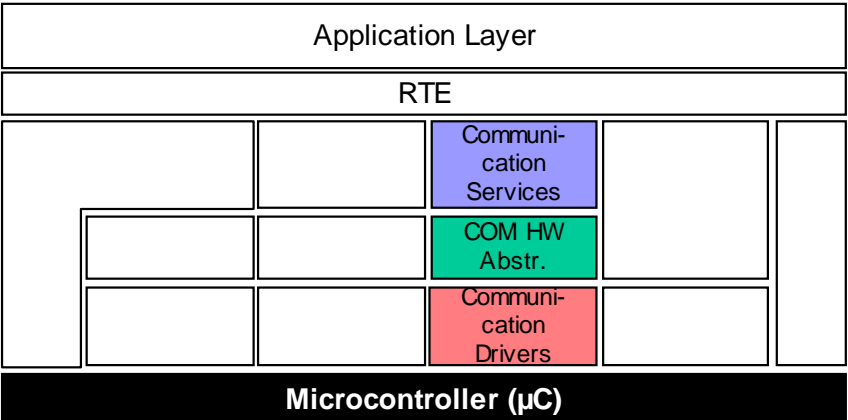 Application Layer
RTE
Communi-
cation
Services
COM HW
Abstr.
Communi-
cation
Drivers
Microcontroller (µC)